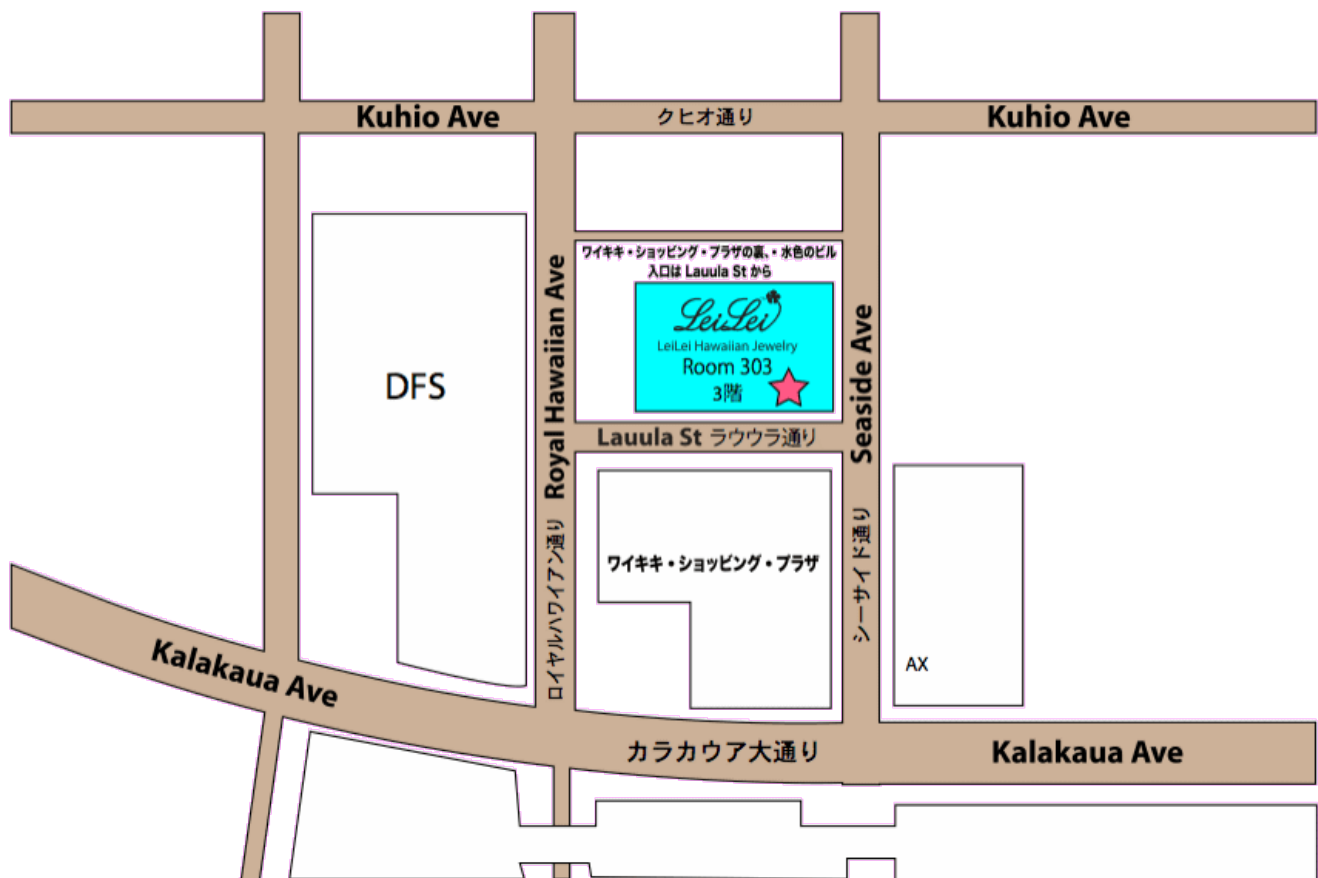 Kuhio Ave
クヒオ通り
Kuhio Ave
ワイキキ・ショッピング・プラザの裏、・水色のビル
入口は Lauula St から
LeiLei
LeiLei Hawaiian Jewelry
Room 303
3階
DFS
Royal Hawaiian Ave
ロイヤルハワイアン通り
Seaside Ave
シーサイド通り
Lauula St ラウウラ通り
ワイキキ・ショッピング・プラザ
AX
Kalakaua Ave
カラカウア大通り
Kalakaua Ave